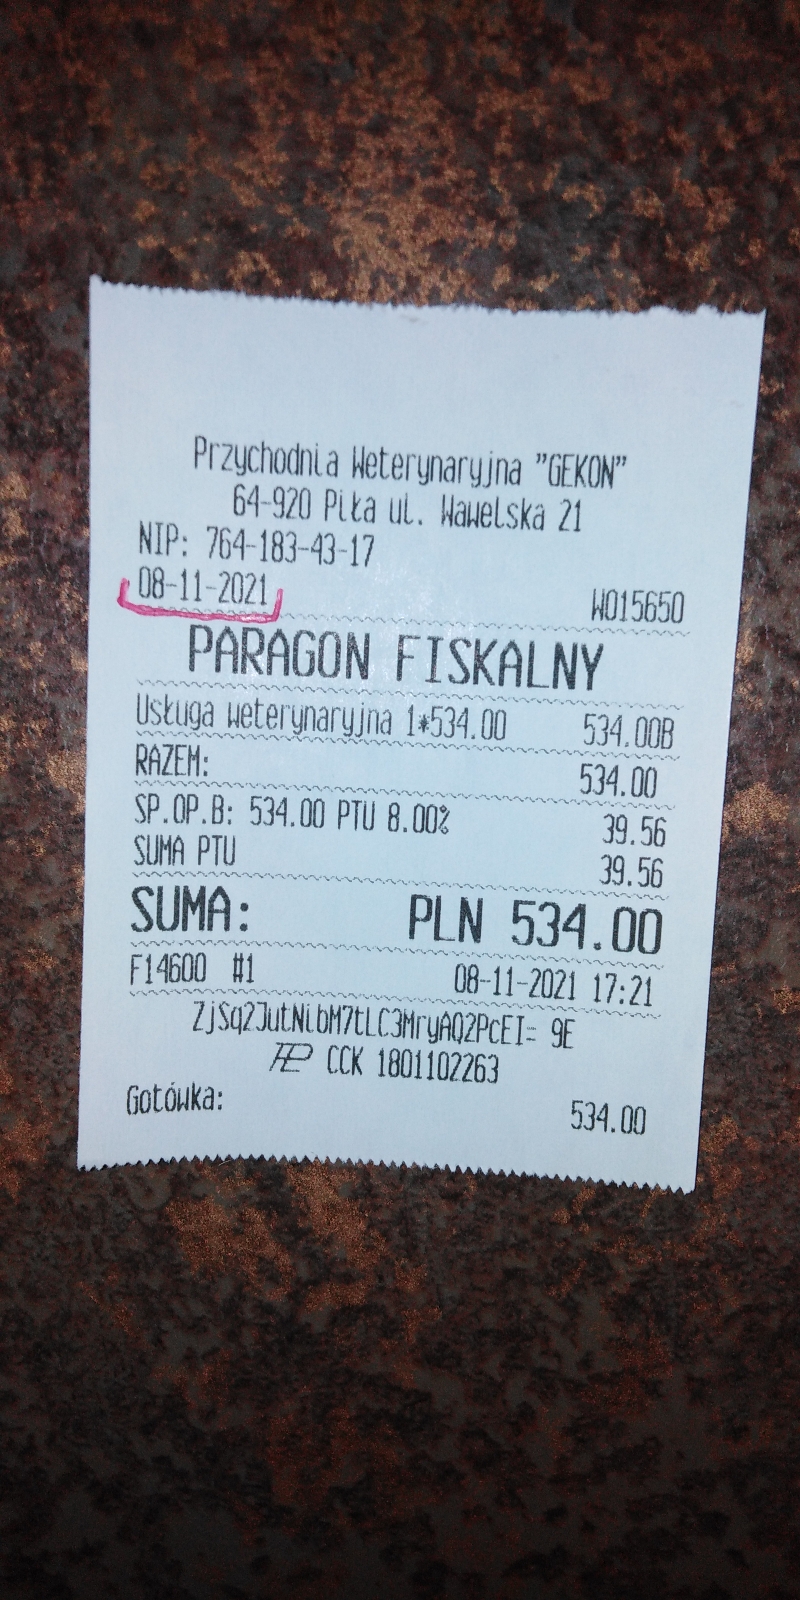 Przychodnia Weterynaryjna "GEKON"
64-920 Piła ul. Wawelska 21
NIP: 764-183-43-17
08-11-2021 W015650
PARAGON FISKALNY
Usługa weterynaryjna 1*534.00 534.00B
RAZEM: 534.00
SP.OP.B: 534.00 PTU 8.00% 39.56
SUMA PTU 39.56
SUMA: PLN 534.00
F14600 #1 08-11-2021 17:21
9E
CCK 1801102263
Gotówka: 534.00